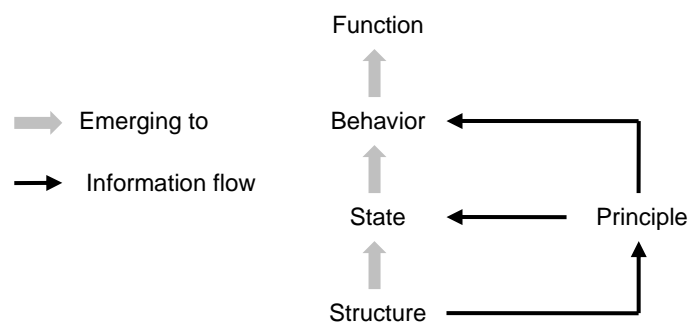 Function
Emerging to
Behavior
Information flow
State
Principle
Structure